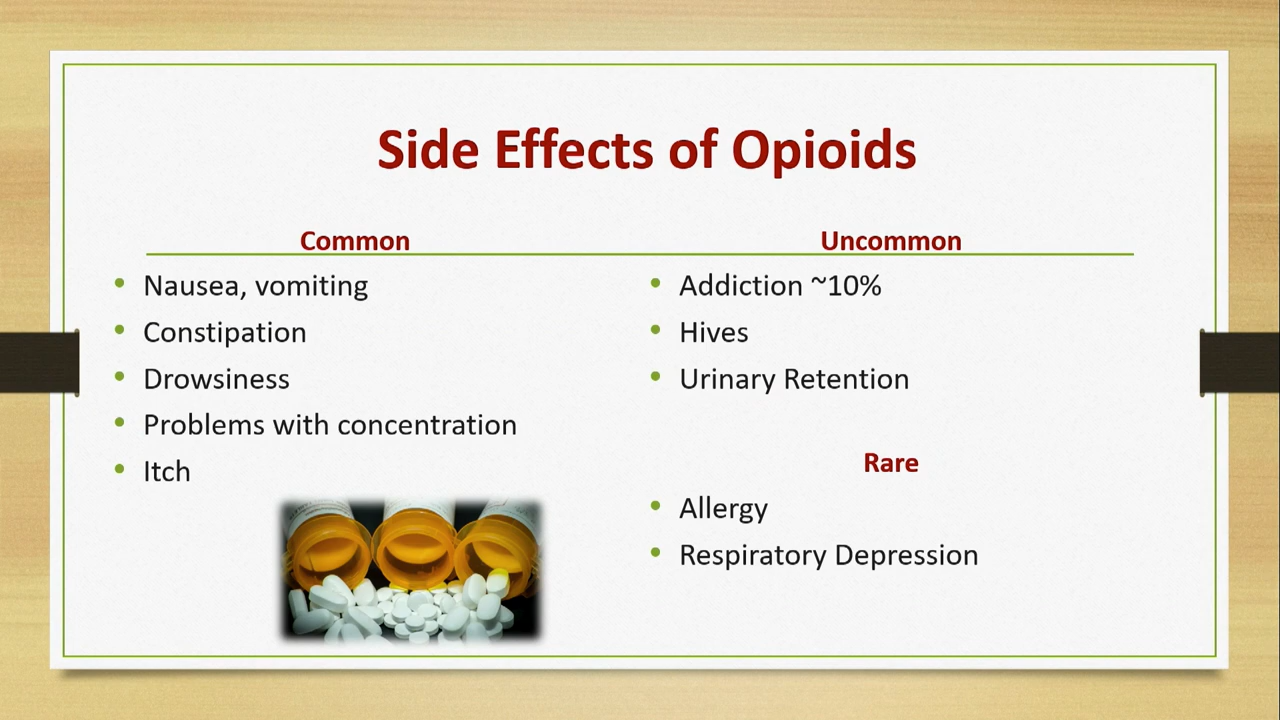 Side Effects of Opioids
Common
• Nausea, vomiting
• Constipation
• Drowsiness
• Problems with concentration
• Itch
Uncommon
• Addiction ~10%
• Hives
• Urinary Retention
Rare
• Allergy
• Respiratory Depression